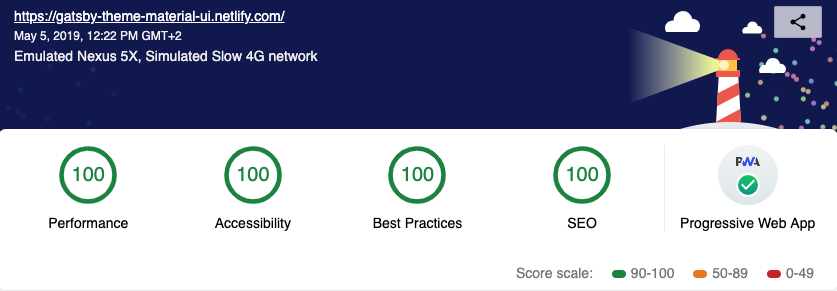 https://gatsby-theme-material-ui.netlify.com/
May 5, 2019, 12:22 PM GMT+2
Emulated Nexus 5X, Simulated Slow 4G network
100 100 100 100 PWA
Performance Accessibility Best Practices SEO Progressive Web App
Score scale: 90-100 50-89 0-49